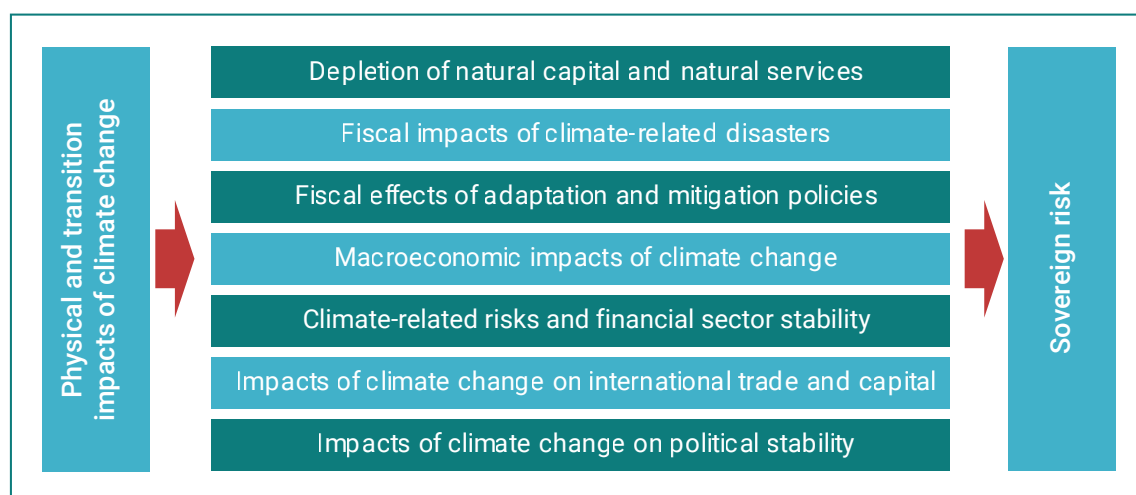 Physical and transition
impacts of climate change
Depletion of natural capital and natural services
Fiscal impacts of climate-related disasters
Fiscal effects of adaptation and mitigation policies
Macroeconomic impacts of climate change
Climate-related risks and financial sector stability
Impacts of climate change on international trade and capital
Impacts of climate change on political stability
Sovereign risk